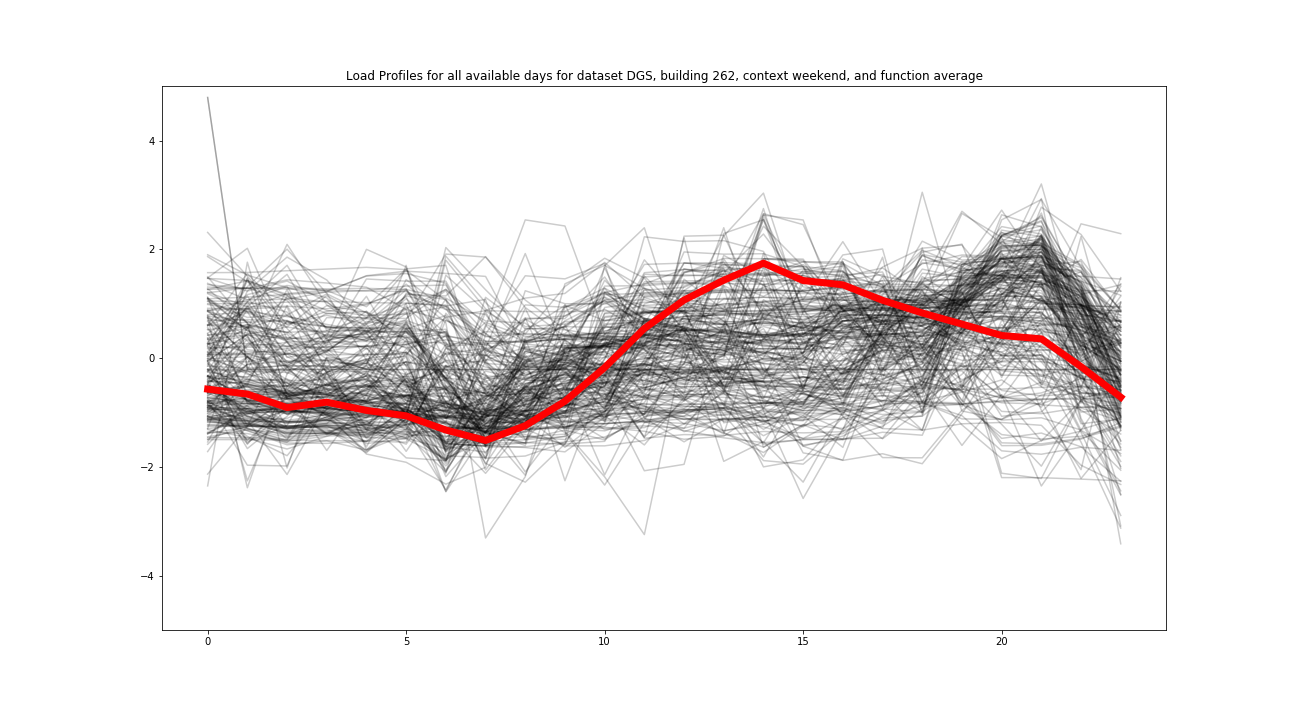 Load Profiles for all available days for dataset DGS, building 262, context weekend, and function average
4
2
0
−2
−4
0 5 10 15 20